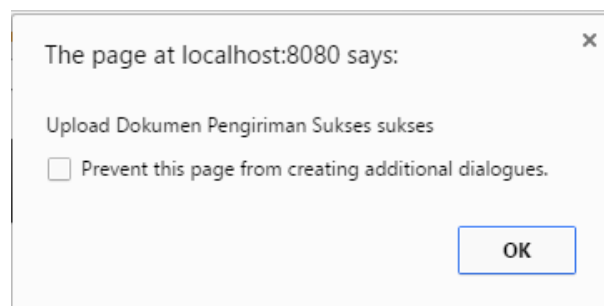 The page at localhost:8080 says:
Upload Dokumen Pengiriman Sukses sukses
Prevent this page from creating additional dialogues.
OK